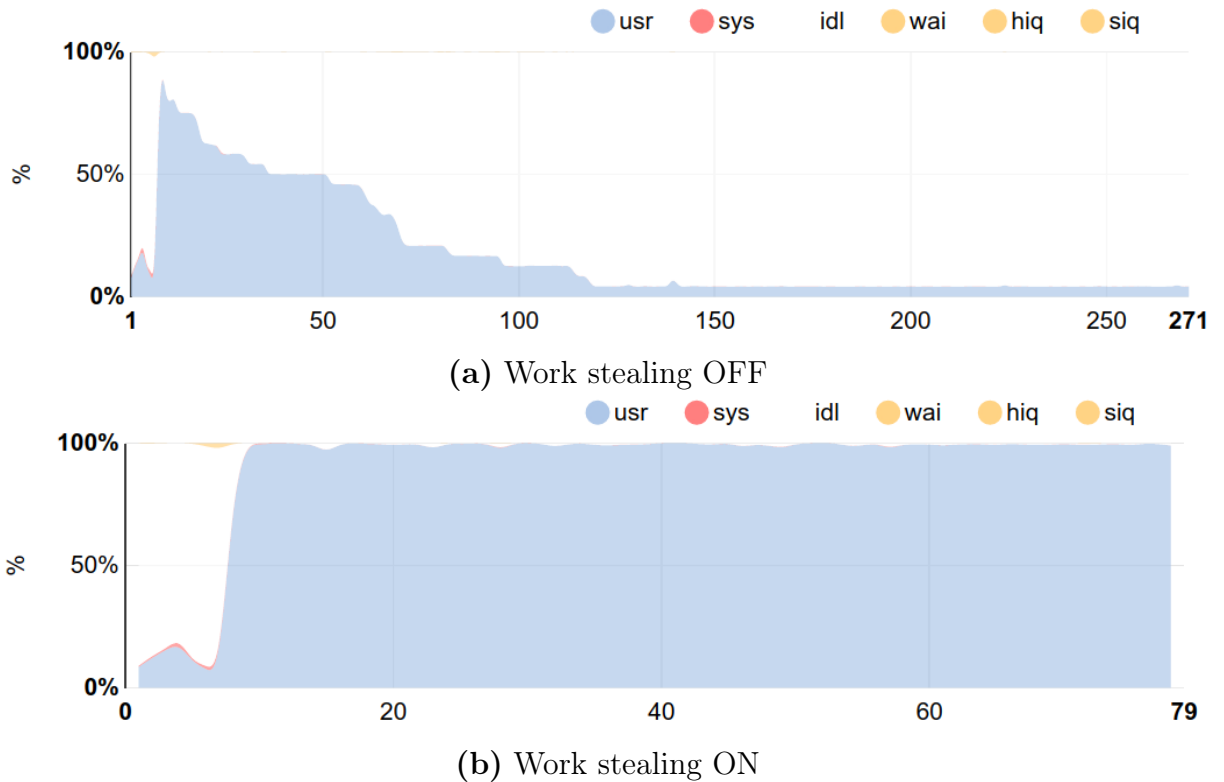 usr sys idl wai hiq siq
100%
50%
0%
%
1 50 100 150 200 250 271
(a) Work stealing OFF
usr sys idl wai hiq siq
100%
50%
0%
%
0 20 40 60 79
(b) Work stealing ON